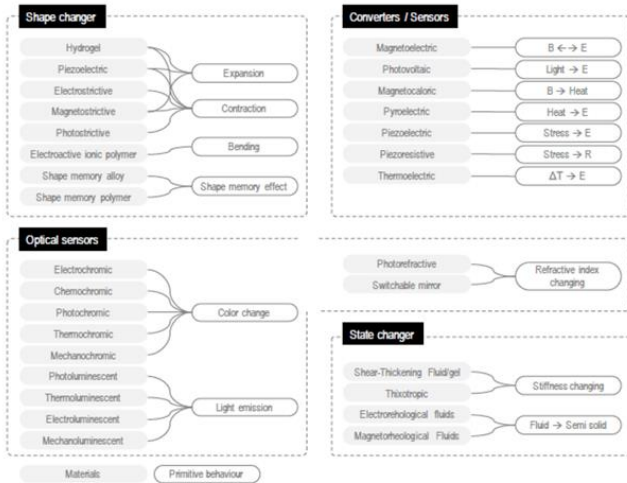 Shape changer
Hydrogel
Piezoelectric
Electrostrictive
Magnetostrictive
Photostrictive
Electroactive ionic polymer
Shape memory alloy
Shape memory polymer
Expansion
Contraction
Bending
Shape memory effect
Converters / Sensors
Magnetoelectric
B ← → E
Photovoltaic
Light → E
Magnetocaloric
B → Heat
Pyroelectric
Heat → E
Piezoelectric
Stress → E
Piezoresistive
Stress → R
Thermoelectric
ΔT → E
Optical sensors
Electrochromic
Chemochromic
Photochromic
Thermochromic
Mechanochromic
Photoluminescent
Thermoluminescent
Electroluminescent
Mechanoluminescent
Color change
Light emission
Photorefractive
Switchable mirror
Refractive index
changing
State changer
Shear-Thickening Fluid/gel
Thixotropic
Electrorehological fluids
Magnetorheological Fluids
Stiffness changing
Fluid → Semi solid
Materials
Primitive behaviour